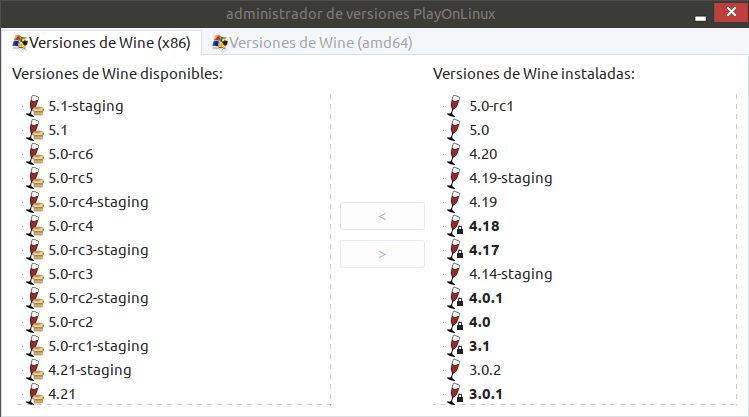 administrador de versiones PlayOnLinux
Versiones de Wine (x86)
Versiones de Wine (amd64)
Versiones de Wine disponibles:
5.1-staging
5.1
5.0-rc6
5.0-rc5
5.0-rc4-staging
5.0-rc4
5.0-rc3-staging
5.0-rc3
5.0-rc2-staging
5.0-rc2
5.0-rc1-staging
4.21-staging
4.21
<
>
Versiones de Wine instaladas:
5.0-rc1
5.0
4.20
4.19-staging
4.19
4.18
4.17
4.14-staging
4.0.1
4.0
3.1
3.0.2
3.0.1